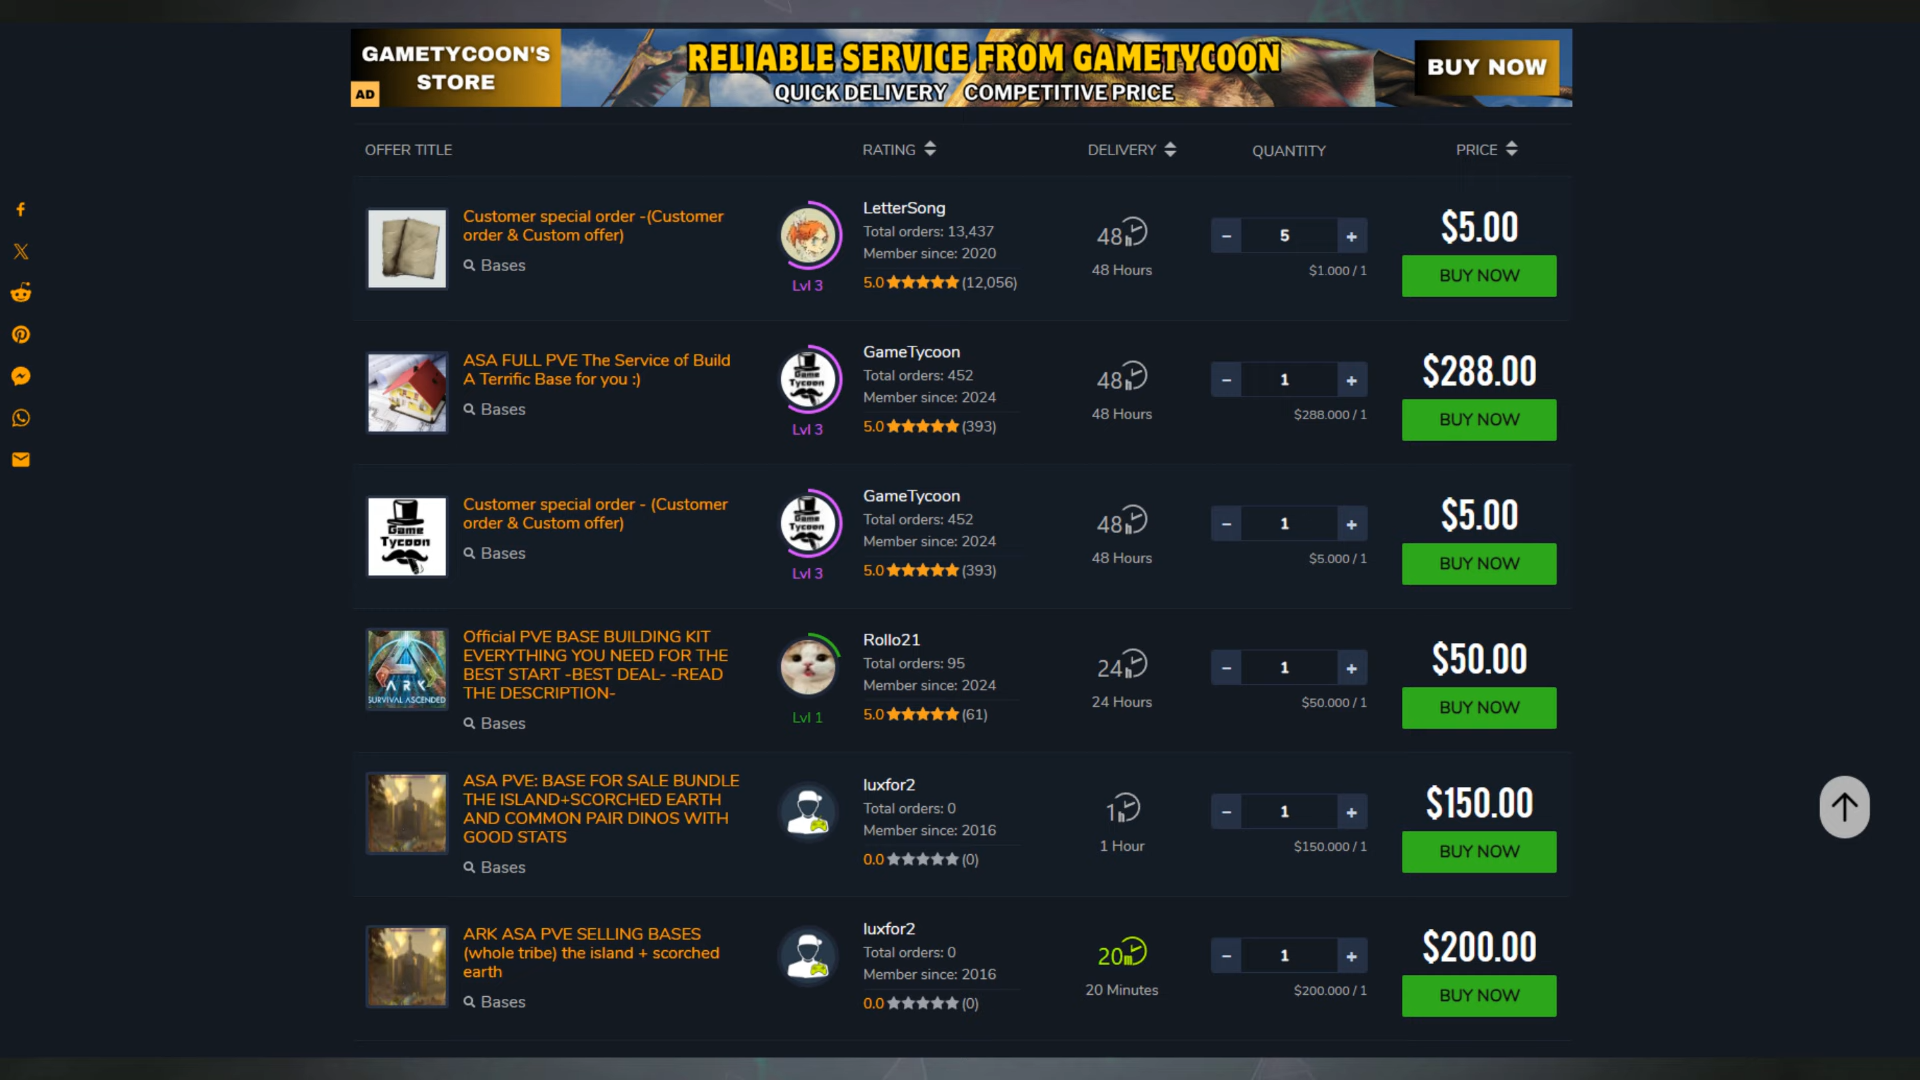 GAMETYCOON'S
STORE
AD
RELIABLE SERVICE FROM GAMETYCOON
QUICK DELIVERY COMPETITIVE PRICE
BUY NOW
OFFER TITLE RATING DELIVERY QUANTITY PRICE
Customer special order -(Customer
order & Custom offer)
Bases
Lvl 3
LetterSong
Total orders: 13,437
Member since: 2020
5.0 (12,056)
48h
48 Hours
- 5 +
$1.000 / 1
$5.00
BUY NOW
ASA FULL PVE The Service of Build
A Terrific Base for you :)
Bases
Game
Tycoon
Lvl 3
GameTycoon
Total orders: 452
Member since: 2024
5.0 (393)
48h
48 Hours
- 1 +
$288.000 / 1
$288.00
BUY NOW
Game
Tycoon
Customer special order - (Customer
order & Custom offer)
Bases
Game
Tycoon
Lvl 3
GameTycoon
Total orders: 452
Member since: 2024
5.0 (393)
48h
48 Hours
- 1 +
$5.000 / 1
$5.00
BUY NOW
ARK
SURVIVAL ASCENDED
Official PVE BASE BUILDING KIT
EVERYTHING YOU NEED FOR THE
BEST START -BEST DEAL- -READ
THE DESCRIPTION-
Bases
Lvl 1
Rollo21
Total orders: 95
Member since: 2024
5.0 (61)
24h
24 Hours
- 1 +
$50.000 / 1
$50.00
BUY NOW
ASA PVE: BASE FOR SALE BUNDLE
THE ISLAND+SCORCHED EARTH
AND COMMON PAIR DINOS WITH
GOOD STATS
Bases
luxfor2
Total orders: 0
Member since: 2016
0.0 (0)
1h
1 Hour
- 1 +
$150.000 / 1
$150.00
BUY NOW
ARK ASA PVE SELLING BASES
(whole tribe) the island + scorched
earth
Bases
luxfor2
Total orders: 0
Member since: 2016
0.0 (0)
20m
20 Minutes
- 1 +
$200.000 / 1
$200.00
BUY NOW